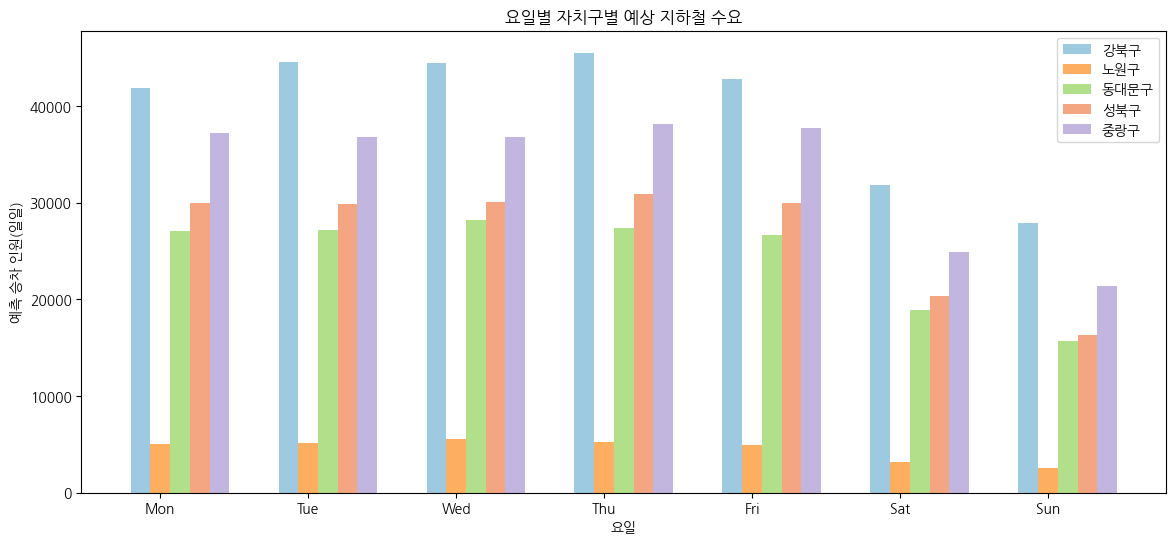 요일별 자치구별 예상 지하철 수요
강북구
노원구
동대문구
성북구
중랑구
예측 승차 인원(일일)
40000
30000
20000
10000
0
Mon Tue Wed Thu Fri Sat Sun
요일